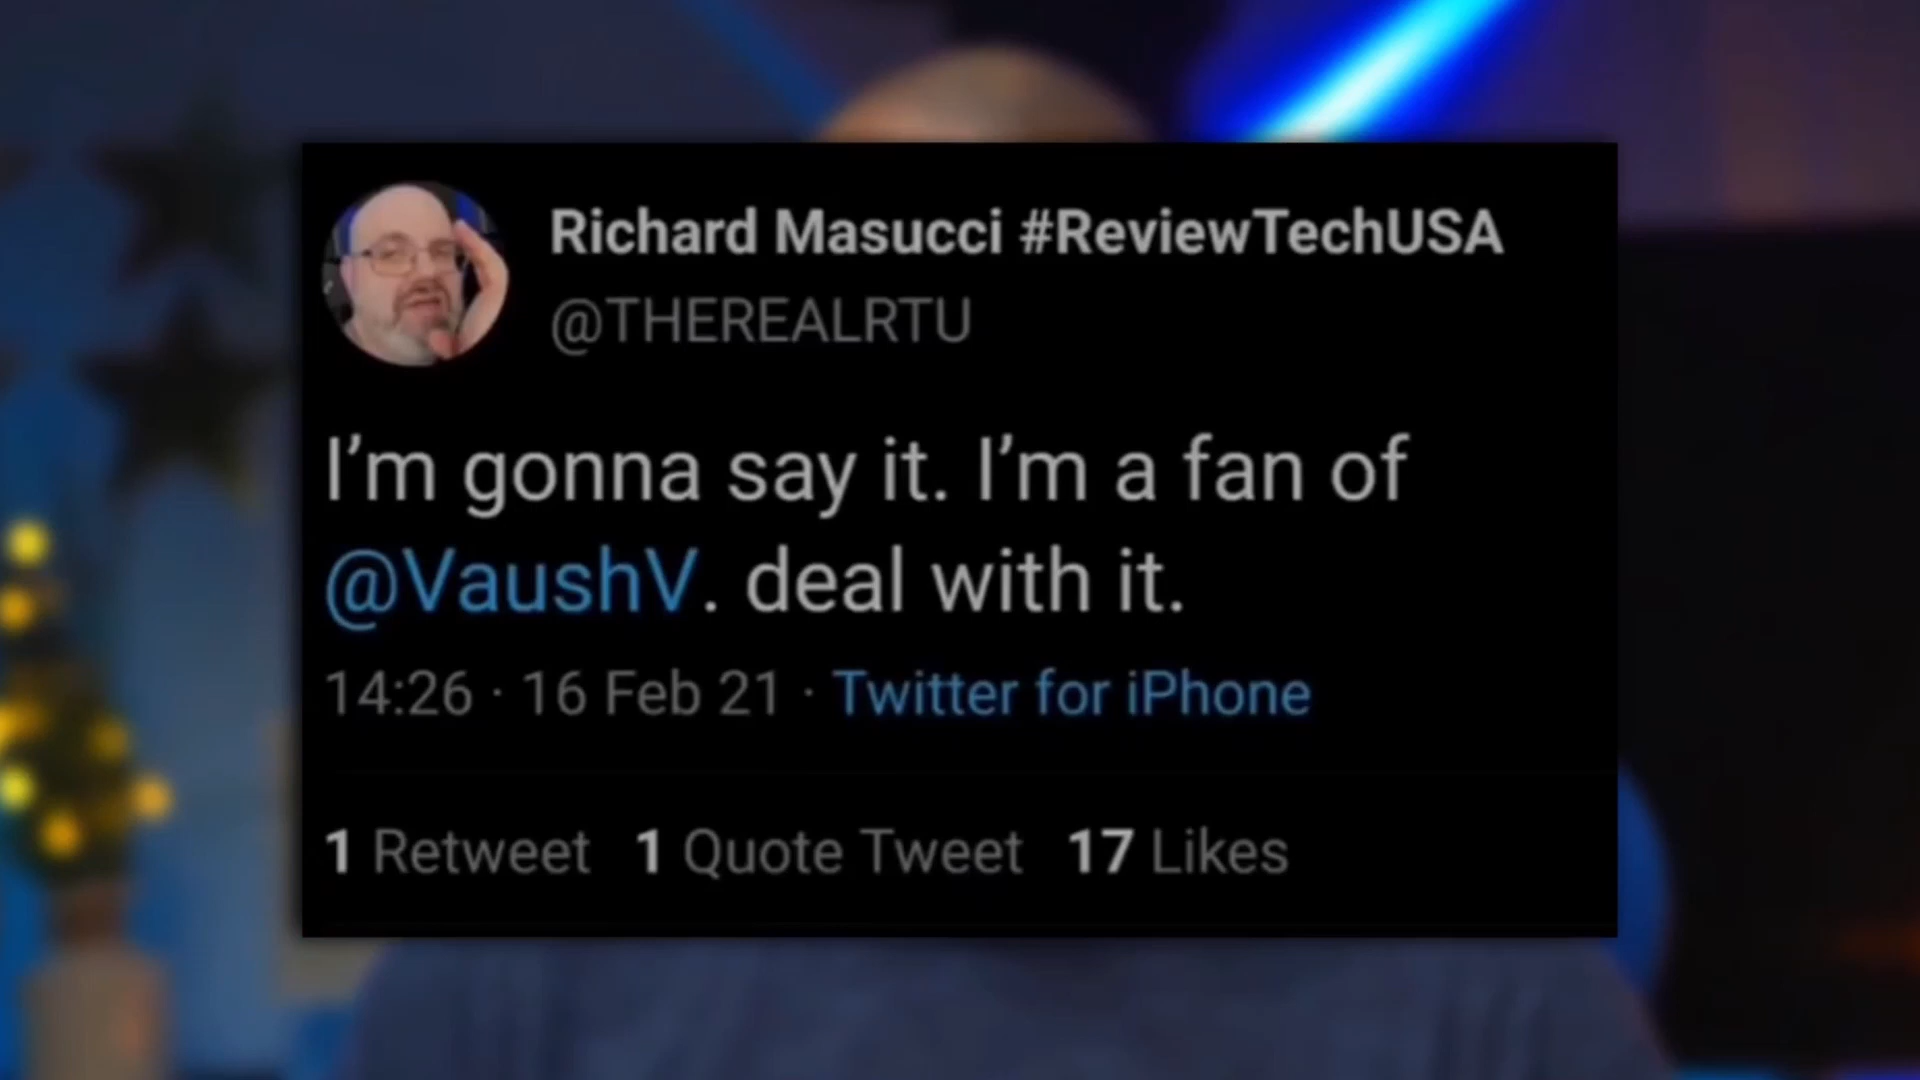 Richard Masucci #ReviewTechUSA
@THEREALRTU
I’m gonna say it. I’m a fan of
@VaushV. deal with it.
14:26 · 16 Feb 21 · Twitter for iPhone
1 Retweet 1 Quote Tweet 17 Likes